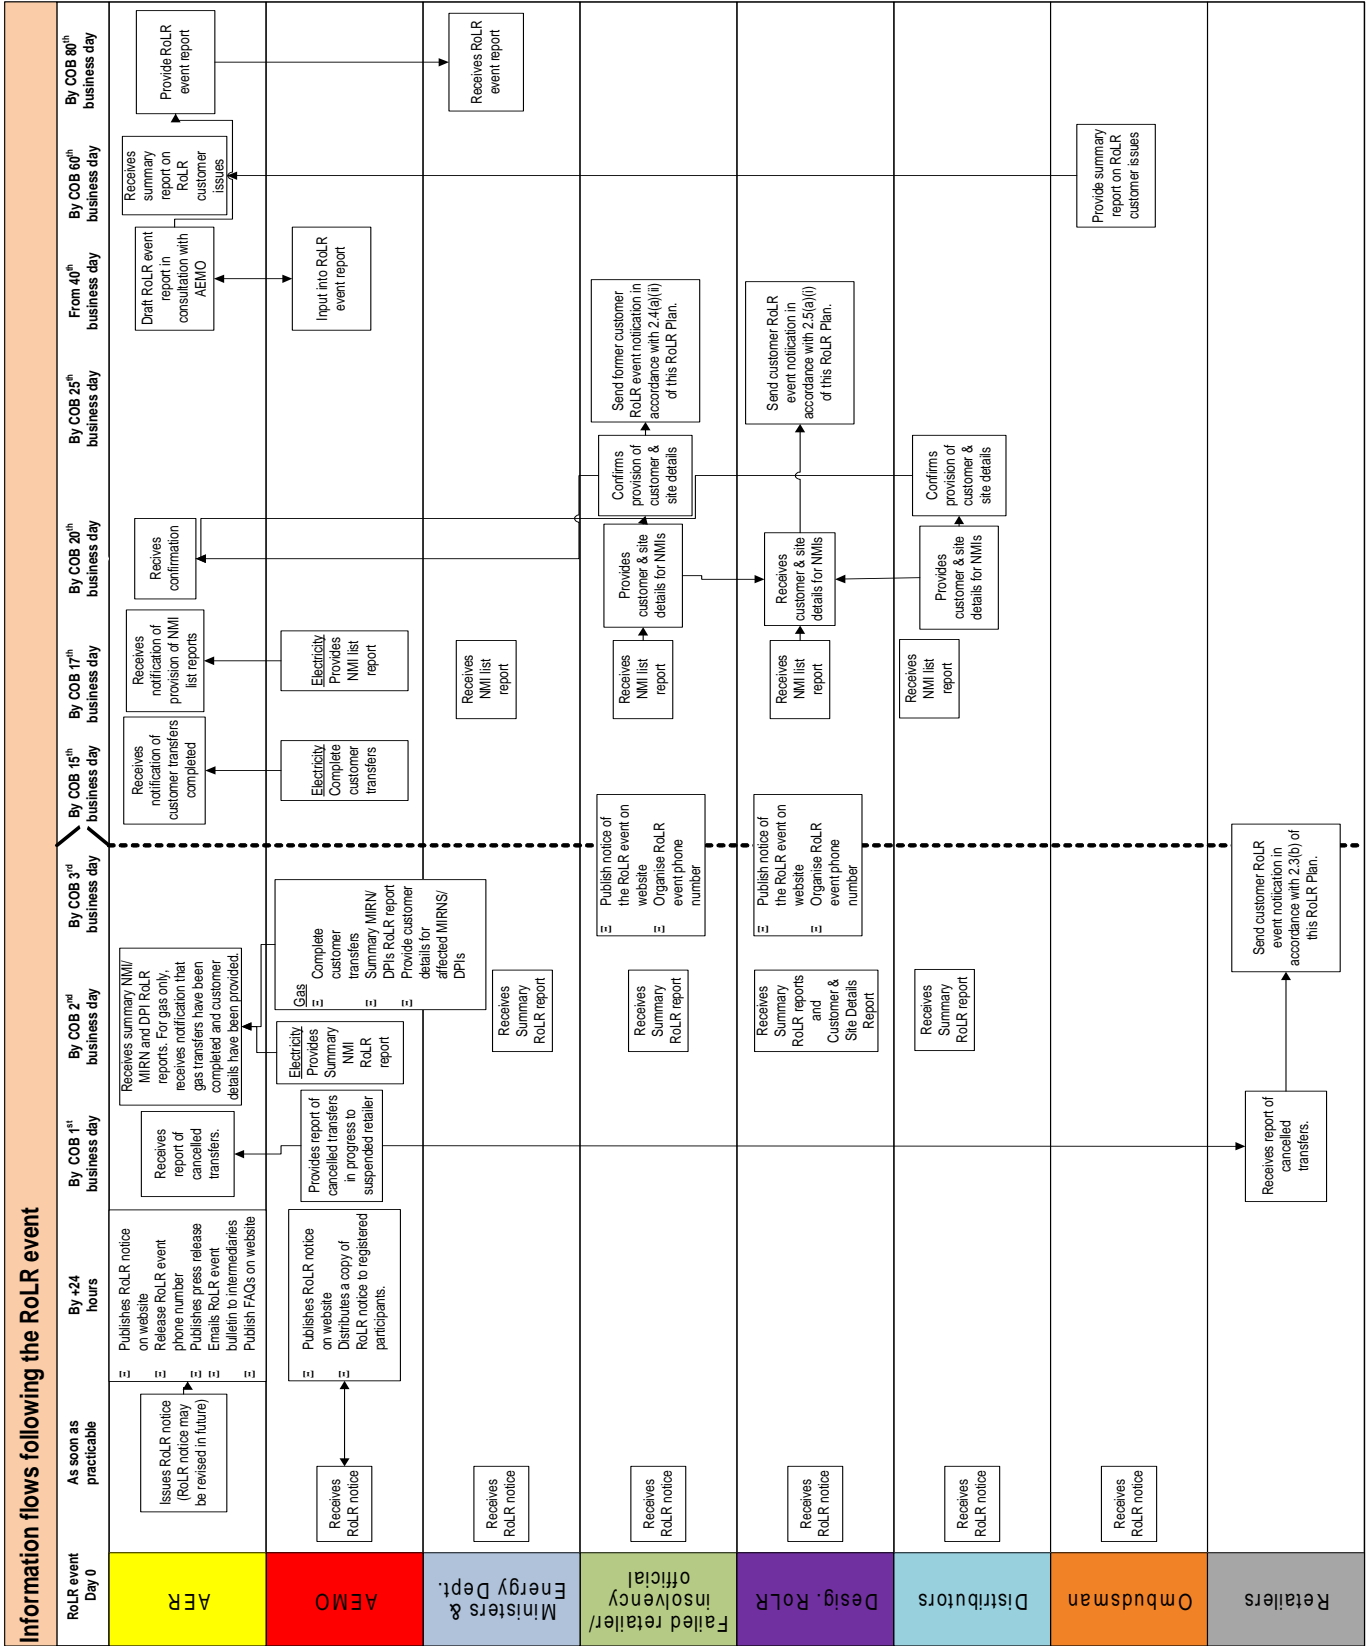 Information flows following the RoLR event
RoLR event
Day 0
As soon as
practicable
By +24
hours
By COB 1st
business day
By COB 2nd
business day
By COB 3rd
business day
By COB 15th
business day
By COB 17th
business day
By COB 20th
business day
By COB 25th
business day
From 40th
business day
By COB 60th
business day
By COB 80th
business day
AER
Issues RoLR notice
(RoLR notice may
be revised in future)
Ξ Publishes RoLR notice
on website
Ξ Release RoLR event
phone number
Ξ Publishes press release
Ξ Emails RoLR event
bulletin to intermediaries
Ξ Publish FAQs on website
Receives
report of
cancelled
transfers.
Receives summary NMI/
MIRN and DPI RoLR
reports. For gas only,
receives notification that
gas transfers have been
completed and customer
details have been provided.
Receives
notification of
customer transfers
completed
Receives
notification of
provision of NMI
list reports
Recives
confirmation
Draft RoLR event
report in
consultation with
AEMO
Receives
summary
report on
RoLR
customer
issues
Provide RoLR
event report
AEMO
Receives
RoLR notice
Ξ Publishes RoLR notice
on website
Ξ Distributes a copy of
RoLR notice to registered
participants.
Provides report of
cancelled transfers
in progress to
suspended retailer
Electricity
Provides
Summary
NMI
RoLR
report
Gas
Ξ Complete
customer
transfers
Ξ Summary MIRN/
DPIs RoLR report
Ξ Provide customer
details for
affected MIRNS/
DPIs
Electricity
Complete
customer
transfers
Electricity
Provides
NMI list
report
Input into RoLR
event report
Ministers &
Energy Dept.
Receives
RoLR notice
Receives
Summary
RoLR report
Receives
NMI list
report
Receives RoLR
event report
Failed retailer/
insolvency
official
Receives
RoLR notice
Receives
Summary
RoLR report
Ξ Publish notice of
the RoLR event on
website
Ξ Organise RoLR
event phone
number
Receives
NMI list
report
Provides
customer & site
details for NMIs
Confirms
provision of
customer &
site details
Send former customer
RoLR event notiication in
accordance with 2.4(a)(ii)
of this RoLR Plan.
Desig. RoLR
Receives
RoLR notice
Receives
Summary
RoLR reports
and
Customer &
Site Details
Report
Ξ Publish notice of
the RoLR event on
website
Ξ Organise RoLR
event phone
number
Receives
NMI list
report
Receives
customer & site
details for NMIs
Send customer RoLR
event notiication in
accordance with 2.5(a)(i)
of this RoLR Plan.
Distributors
Receives
RoLR notice
Receives
Summary
RoLR report
Receives
NMI list
report
Provides
customer & site
details for NMIs
Confirms
provision of
customer &
site details
Ombudsman
Receives
RoLR notice
Provide summary
report on RoLR
customer issues
Retailers
Receives report of
cancelled
transfers.
Send customer RoLR
event notiication in
accordance with 2.3(b) of
this RoLR Plan.